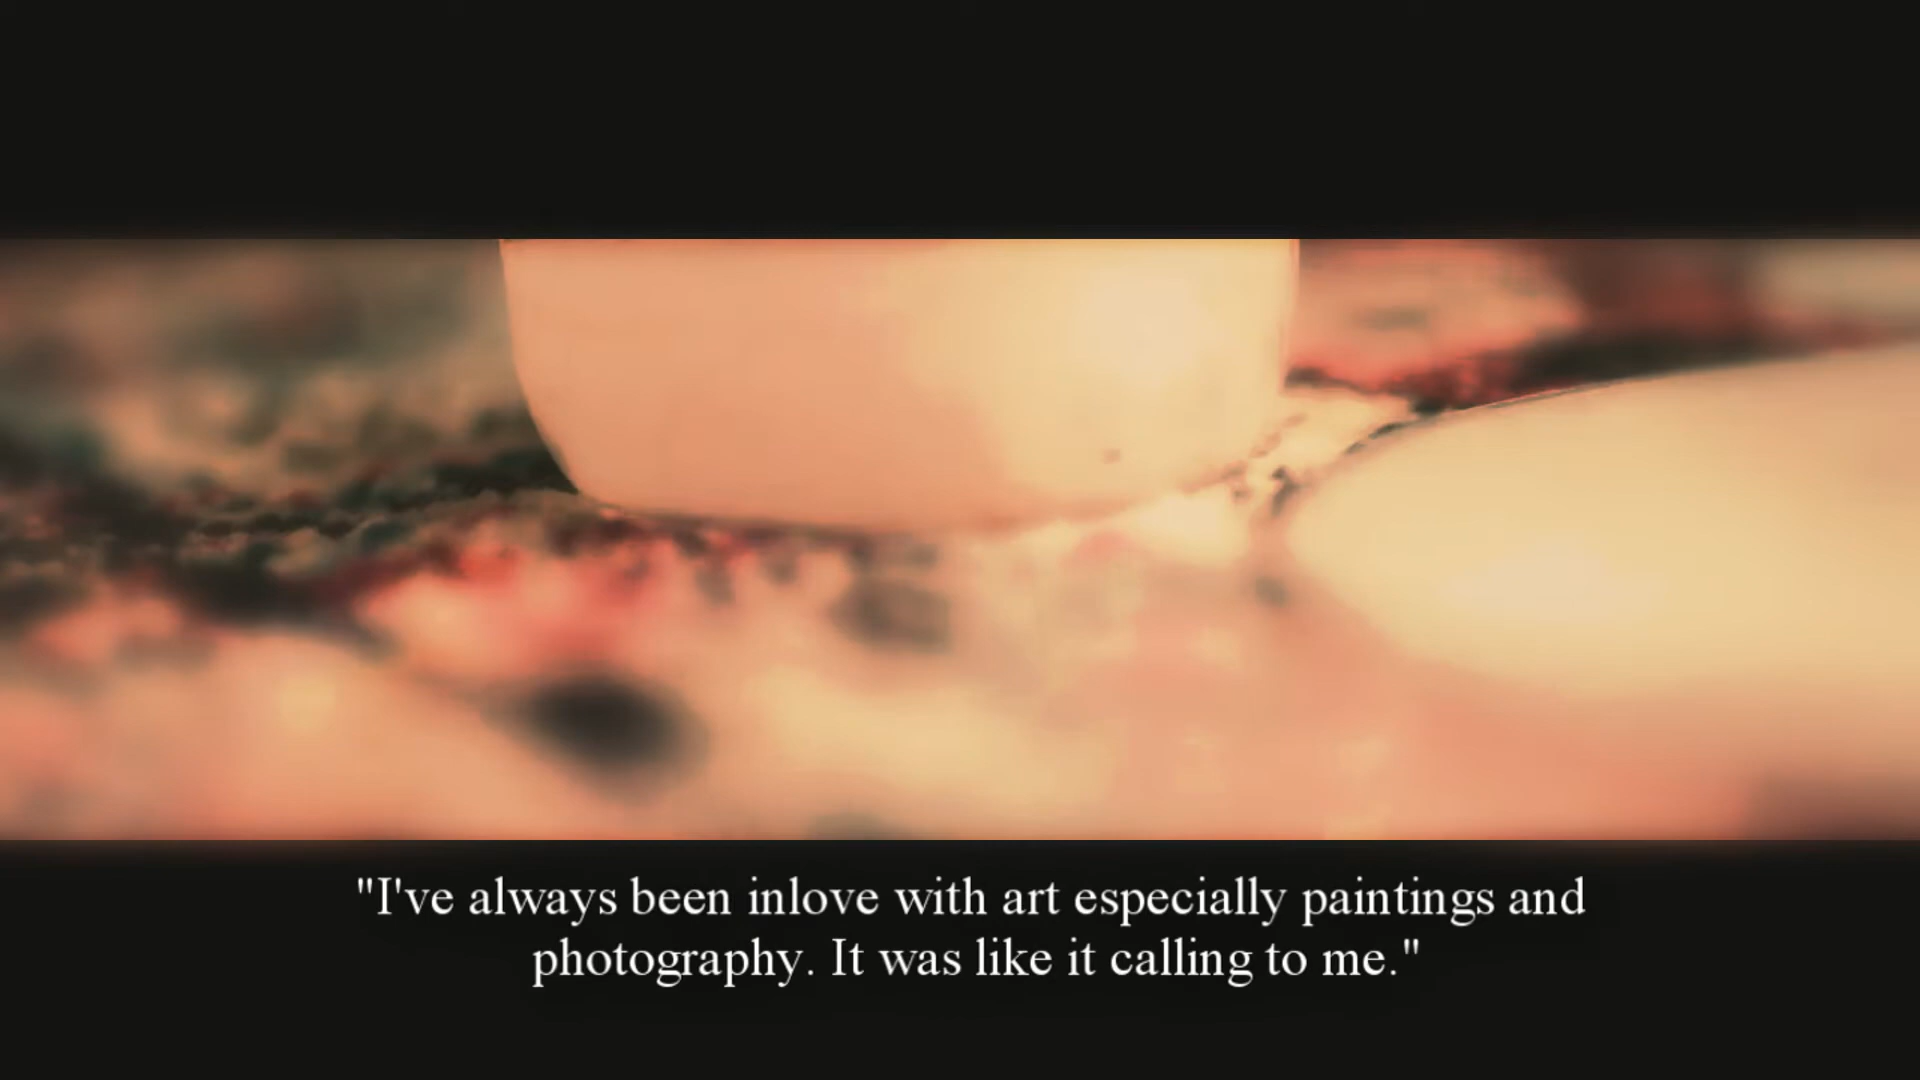 "I've always been inlove with art especially paintings and
photography. It was like it calling to me."